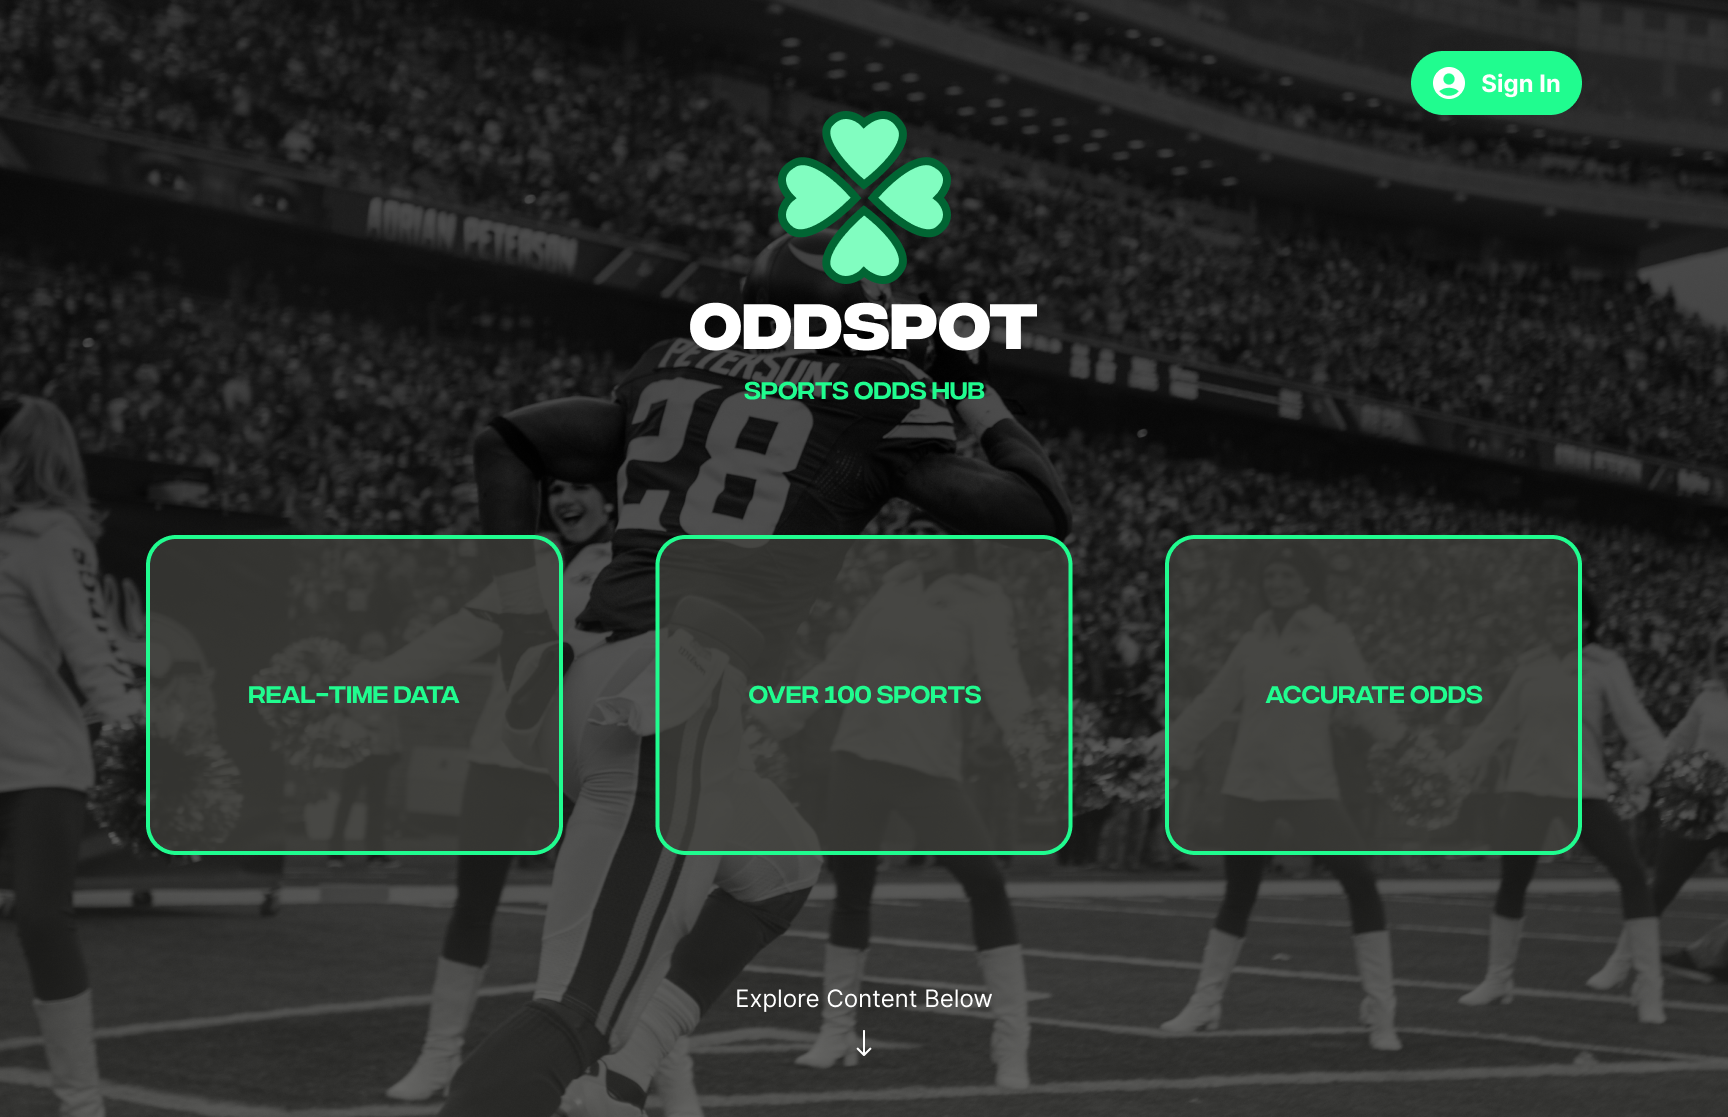 Sign In
ADRIAN PETERSON
ODDSPOT
PETERSON
SPORTS ODDS HUB
28
REAL-TIME DATA
OVER 100 SPORTS
ACCURATE ODDS
Explore Content Below